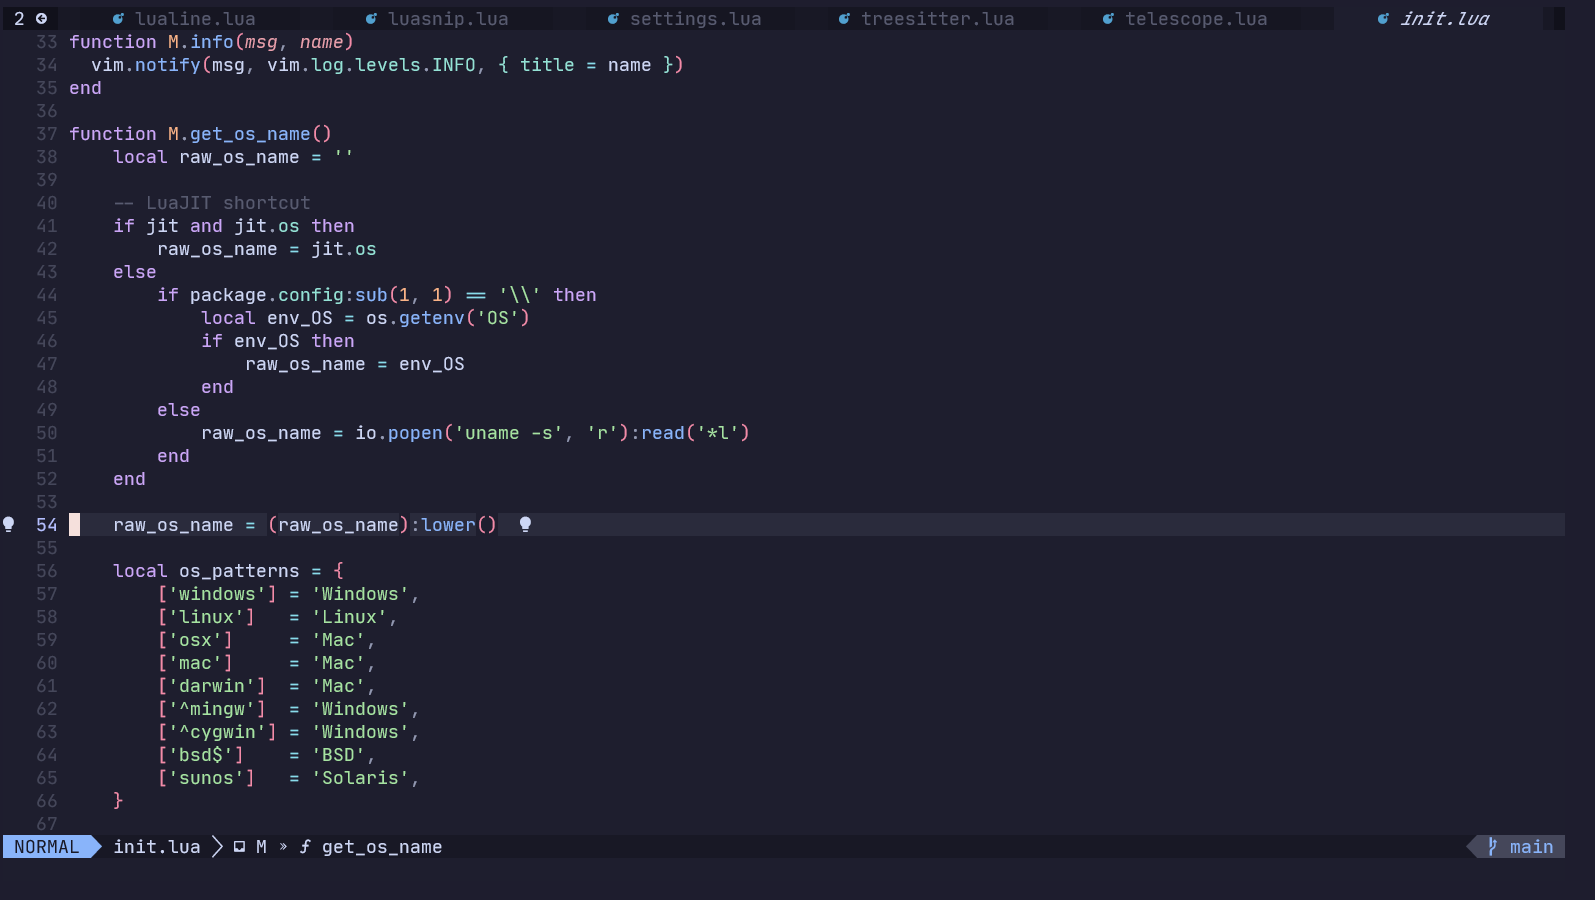 2 lualine.lua luasnip.lua settings.lua treesitter.lua telescope.lua init.lua
33 function M.info(msg, name)
34   vim.notify(msg, vim.log.levels.INFO, { title = name })
35 end
36
37 function M.get_os_name()
38     local raw_os_name = ''
39
40     -- LuaJIT shortcut
41     if jit and jit.os then
42         raw_os_name = jit.os
43     else
44         if package.config:sub(1, 1) == '\\' then
45             local env_OS = os.getenv('OS')
46             if env_OS then
47                 raw_os_name = env_OS
48             end
49         else
50             raw_os_name = io.popen('uname -s', 'r'):read('*l')
51         end
52     end
53
54     raw_os_name = (raw_os_name):lower()
55
56     local os_patterns = {
57         ['windows'] = 'Windows',
58         ['linux']   = 'Linux',
59         ['osx']     = 'Mac',
60         ['mac']     = 'Mac',
61         ['darwin']  = 'Mac',
62         ['^mingw']  = 'Windows',
63         ['^cygwin'] = 'Windows',
64         ['bsd$']    = 'BSD',
65         ['sunos']   = 'Solaris',
66     }
67
NORMAL init.lua M » ƒ get_os_name main